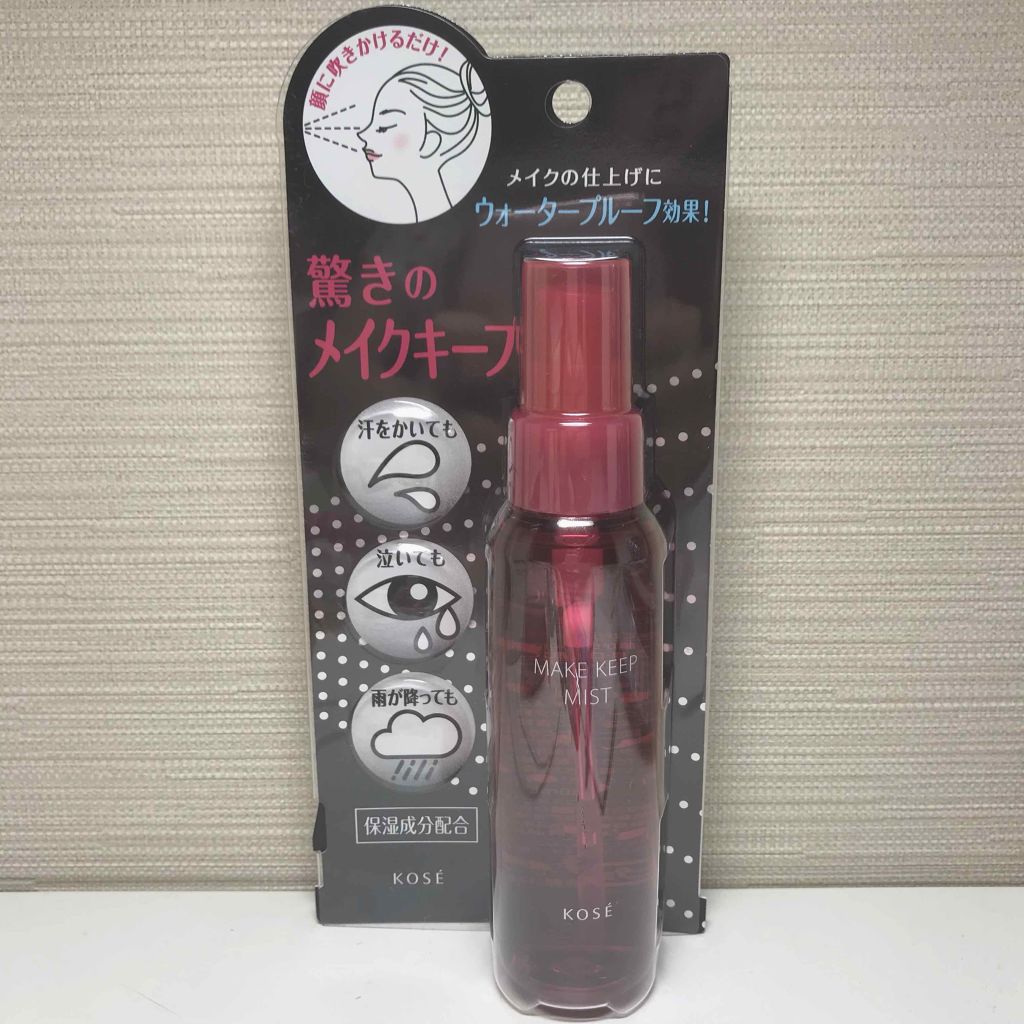 顔に吹きかけるだけ!
メイクの仕上げに
ウォータープルーフ効果!
驚きの
メイクキープ
汗をかいても
泣いても
雨が降っても
保湿成分配合
KOSÉ
MAKE KEEP
MIST
KOSÉ